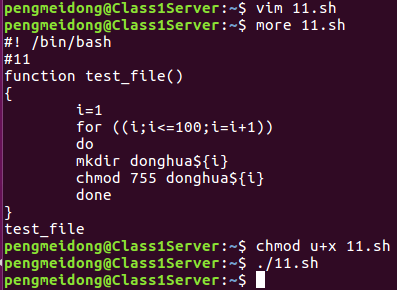 pengmeidong@Class1Server:~$ vim 11.sh
pengmeidong@Class1Server:~$ more 11.sh
#! /bin/bash
#11
function test_file()
{
        i=1
        for ((i;i<=100;i=i+1))
        do
        mkdir donghua${i}
        chmod 755 donghua${i}
        done
}
test_file
pengmeidong@Class1Server:~$ chmod u+x 11.sh
pengmeidong@Class1Server:~$ ./11.sh
pengmeidong@Class1Server:~$